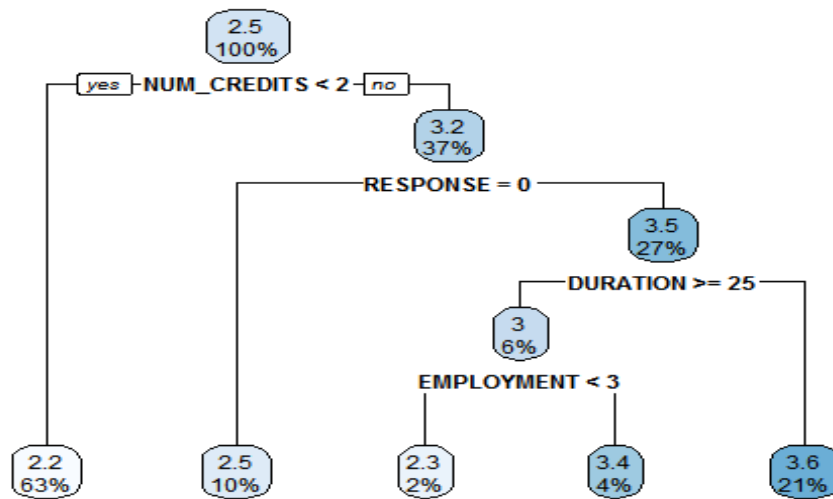 2.5
100%
yes NUM_CREDITS < 2 no
3.2
37%
RESPONSE = 0
3.5
27%
DURATION >= 25
3
6%
EMPLOYMENT < 3
2.2 2.5 2.3 3.4 3.6
63% 10% 2% 4% 21%